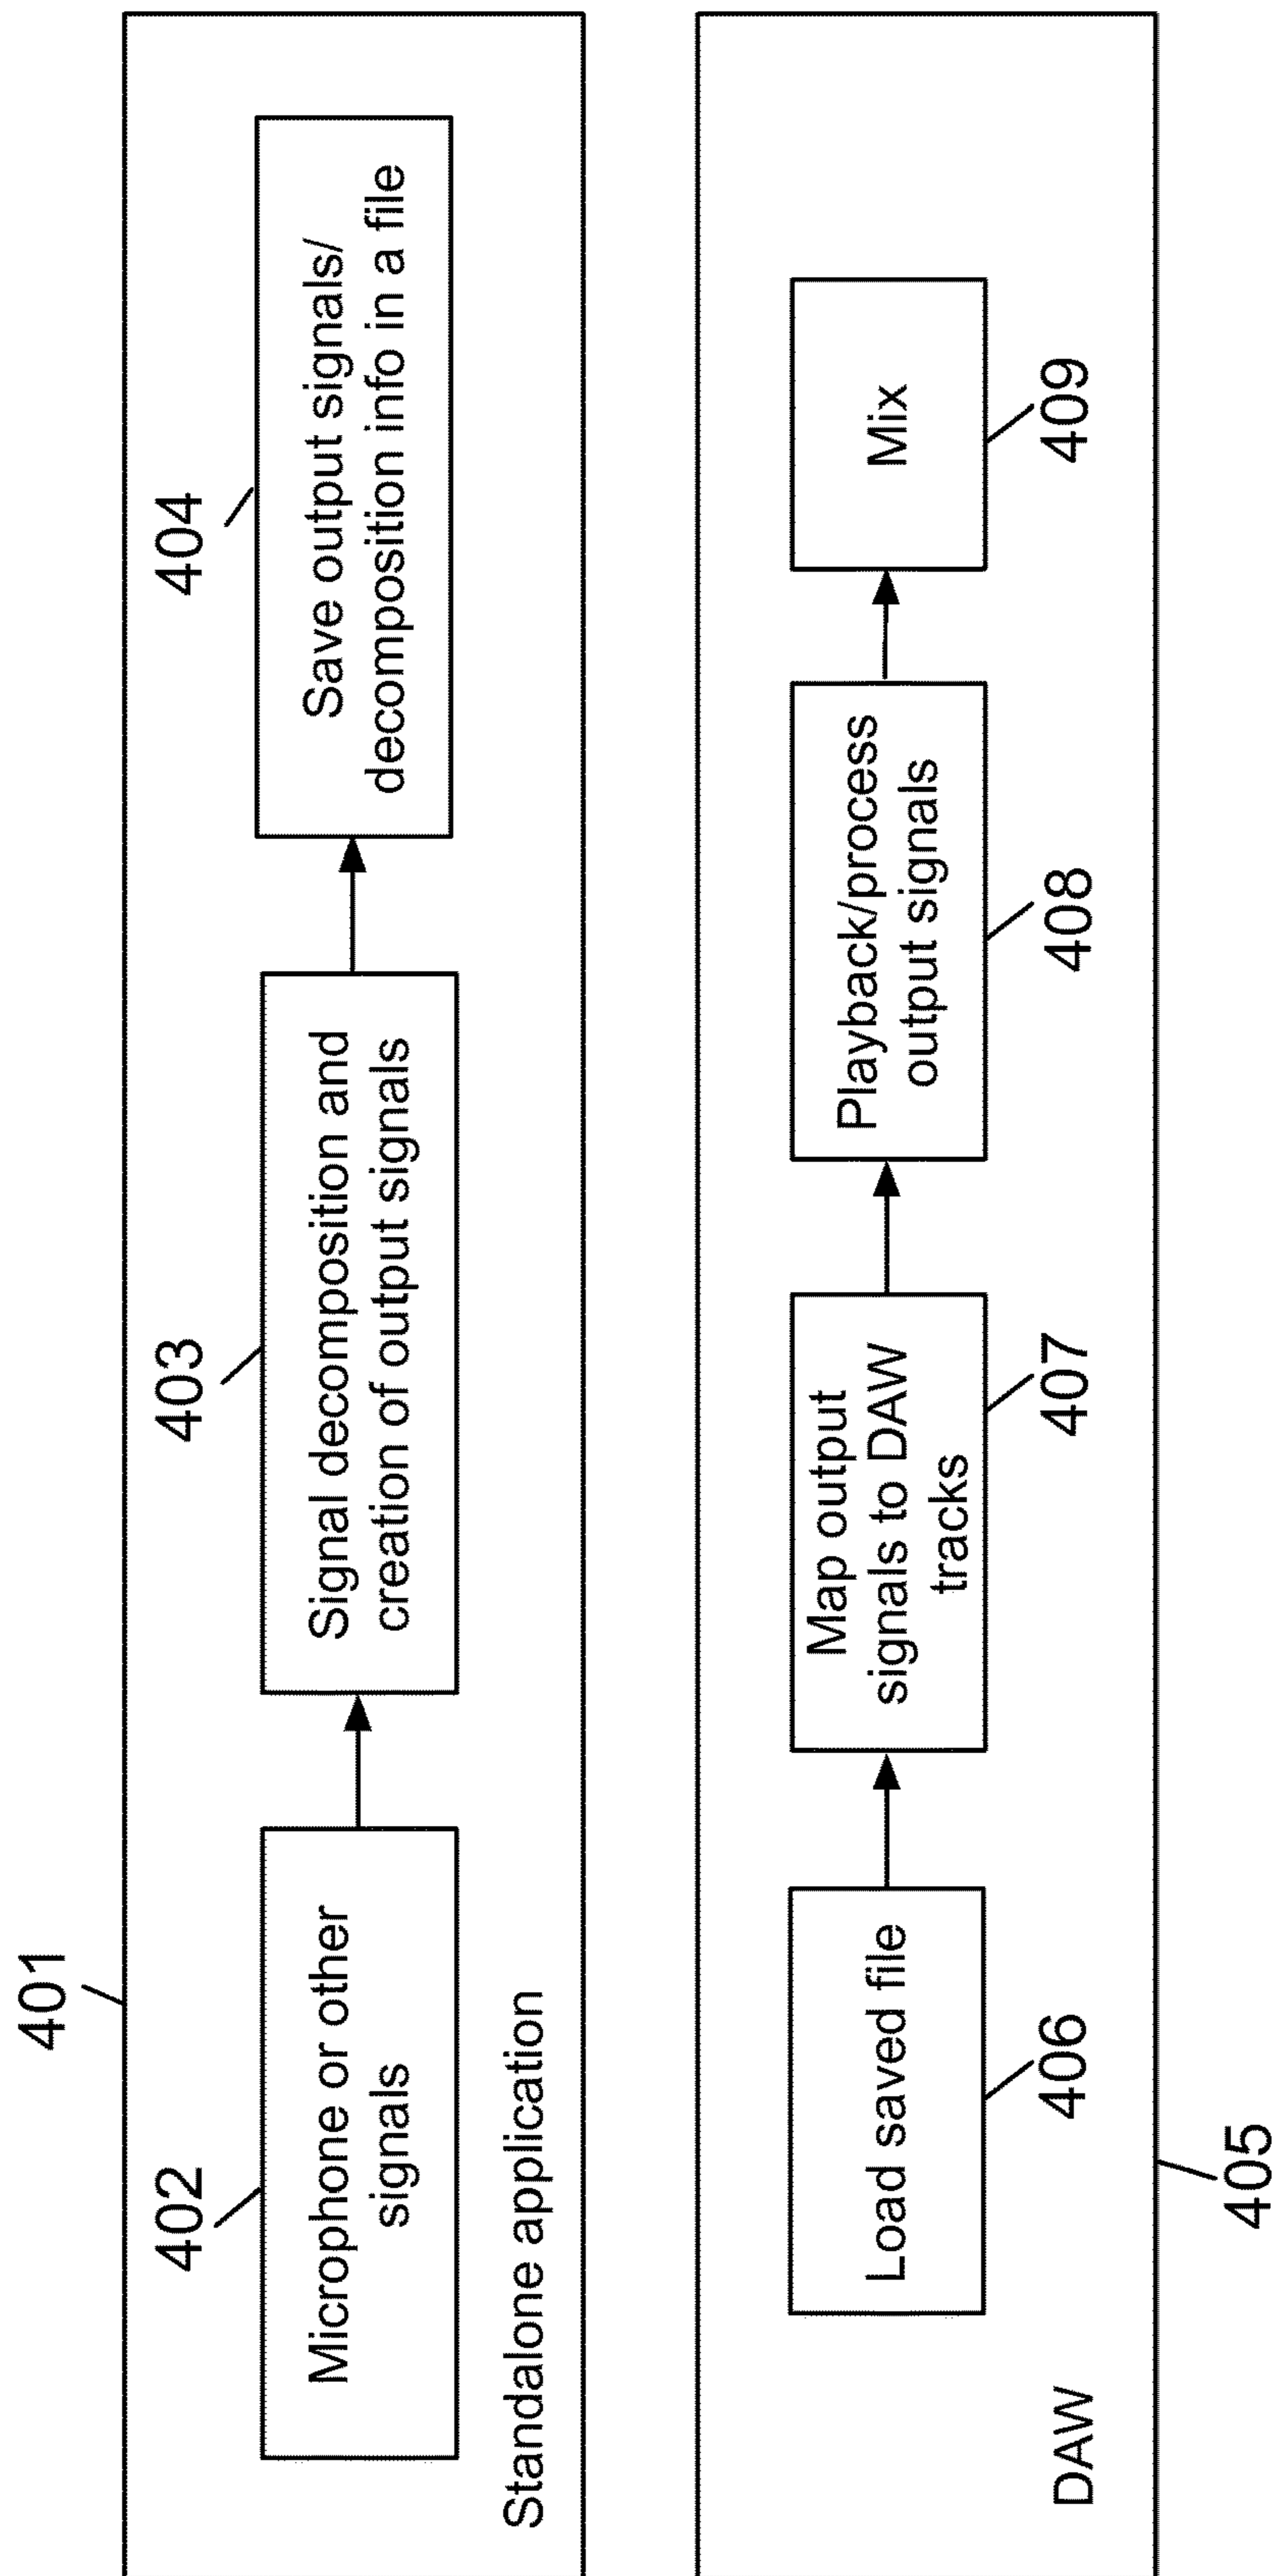 401
402
403
404
Microphone or other
signals
Signal decomposition and
creation of output signals
Save output signals/
decomposition info in a file
Standalone application
Load saved file
Map output
signals to DAW
tracks
Playback/process
output signals
Mix
406
407
408
409
DAW
405